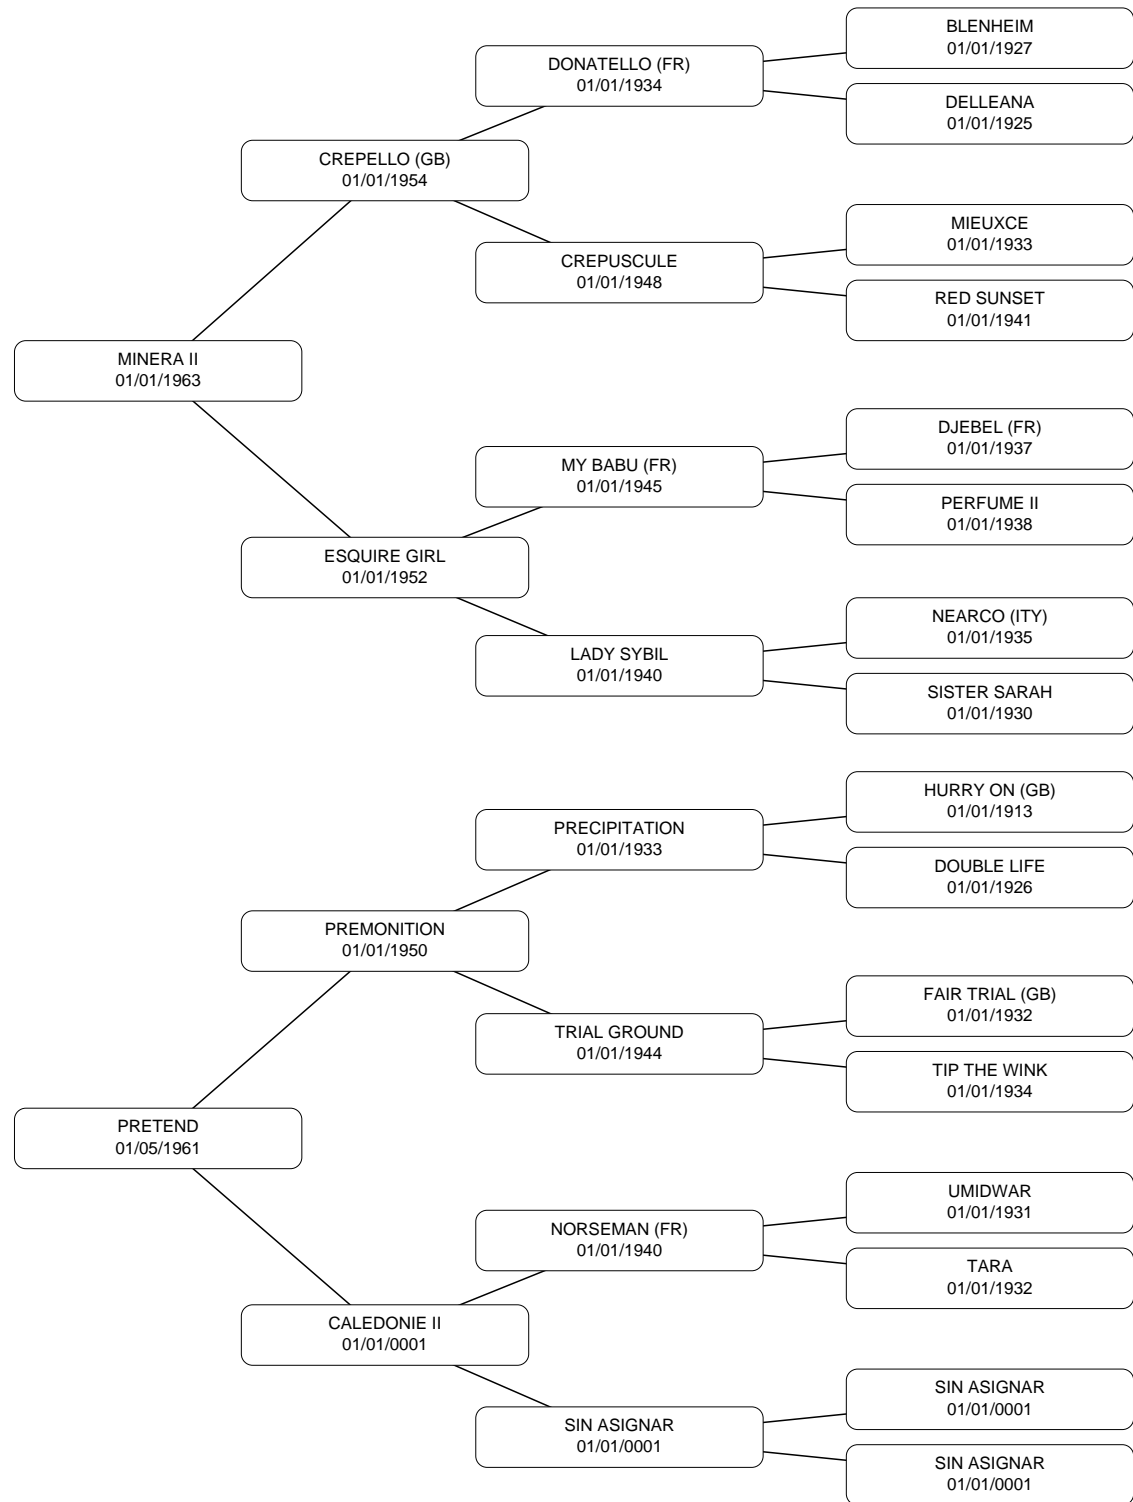 BLENHEIM
01/01/1927
DONATELLO (FR)
01/01/1934
DELLEANA
01/01/1925
CREPELLO (GB)
01/01/1954
MIEUXCE
01/01/1933
CREPUSCULE
01/01/1948
RED SUNSET
01/01/1941
MINERA II
01/01/1963
DJEBEL (FR)
01/01/1937
MY BABU (FR)
01/01/1945
PERFUME II
01/01/1938
ESQUIRE GIRL
01/01/1952
NEARCO (ITY)
01/01/1935
LADY SYBIL
01/01/1940
SISTER SARAH
01/01/1930
HURRY ON (GB)
01/01/1913
PRECIPITATION
01/01/1933
DOUBLE LIFE
01/01/1926
PREMONITION
01/01/1950
FAIR TRIAL (GB)
01/01/1932
TRIAL GROUND
01/01/1944
TIP THE WINK
01/01/1934
PRETEND
01/05/1961
UMIDWAR
01/01/1931
NORSEMAN (FR)
01/01/1940
TARA
01/01/1932
CALEDONIE II
01/01/0001
SIN ASIGNAR
01/01/0001
SIN ASIGNAR
01/01/0001
SIN ASIGNAR
01/01/0001